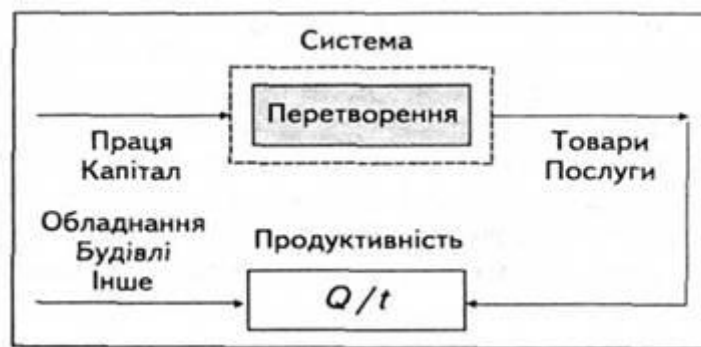 Система
Перетворення
Праця
Капітал
Товари
Послуги
Обладнання
Будівлі
Інше
Продуктивність
Q/t